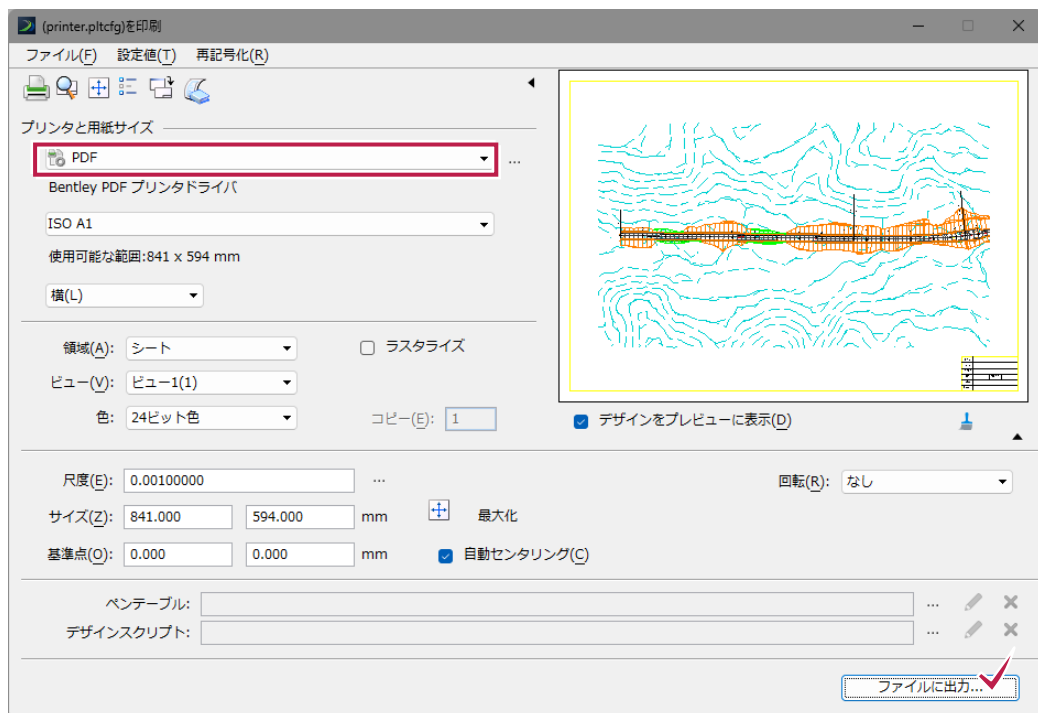 (printer.pltcfg)を印刷
ファイル(F) 設定値(T) 再記号化(R)
プリンタと用紙サイズ
PDF
...
Bentley PDF プリンタドライバ
ISO A1
使用可能な範囲:841 x 594 mm
横(L)
領域(A): シート
ラスタライズ
ビュー(V): ビュー1(1)
色: 24ビット色
コピー(E): 1
デザインをプレビューに表示(D)
尺度(E): 0.00100000 ...
回転(R): なし
サイズ(Z): 841.000 594.000 mm 最大化
基準点(O): 0.000 0.000 mm 自動センタリング(C)
ペンテーブル: ...
デザインスクリプト: ...
ファイルに出力...